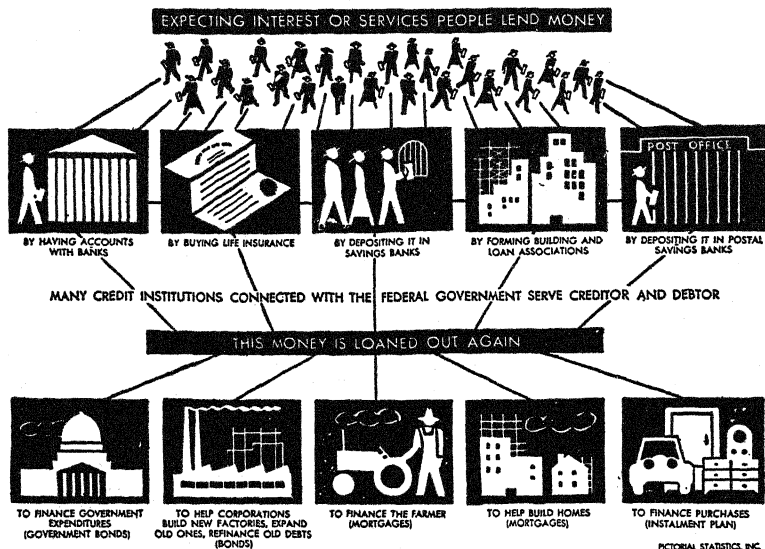 EXPECTING INTEREST OR SERVICES PEOPLE LEND MONEY
POST OFFICE
BY HAVING ACCOUNTS
WITH BANKS
BY BUYING LIFE INSURANCE
BY DEPOSITING IT IN
SAVINGS BANKS
BY FORMING BUILDING AND
LOAN ASSOCIATIONS
BY DEPOSITING IT IN POSTAL
SAVINGS BANKS
MANY CREDIT INSTITUTIONS CONNECTED WITH THE FEDERAL GOVERNMENT SERVE CREDITOR AND DEBTOR
THIS MONEY IS LOANED OUT AGAIN
TO FINANCE GOVERNMENT
EXPENDITURES
(GOVERNMENT BONDS)
TO HELP CORPORATIONS
BUILD NEW FACTORIES, EXPAND
OLD ONES, REFINANCE OLD DEBTS
(BONDS)
TO FINANCE THE FARMER
(MORTGAGES)
TO HELP BUILD HOMES
(MORTGAGES)
TO FINANCE PURCHASES
(INSTALMENT PLAN)
PICTORIAL STATISTICS, INC.